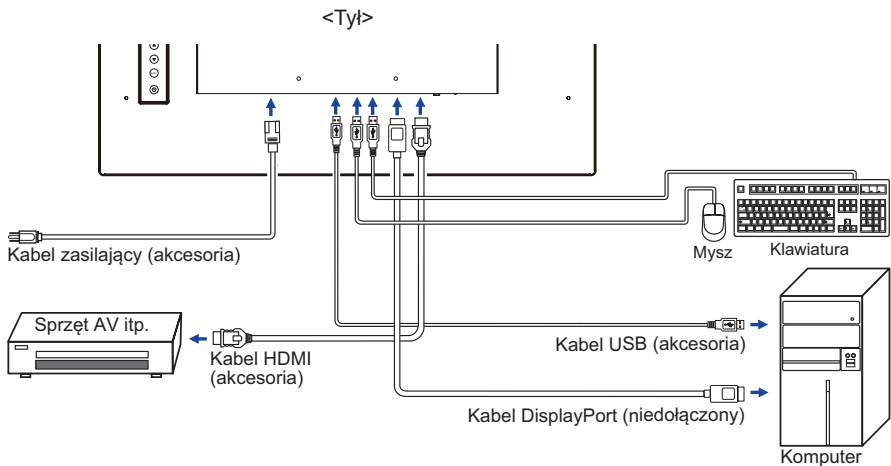 <Tył>
Kabel zasilający (akcesoria)
Mysz
Klawiatura
Sprzęt AV itp.
Kabel HDMI
(akcesoria)
Kabel USB (akcesoria)
Kabel DisplayPort (niedołączony)
Komputer